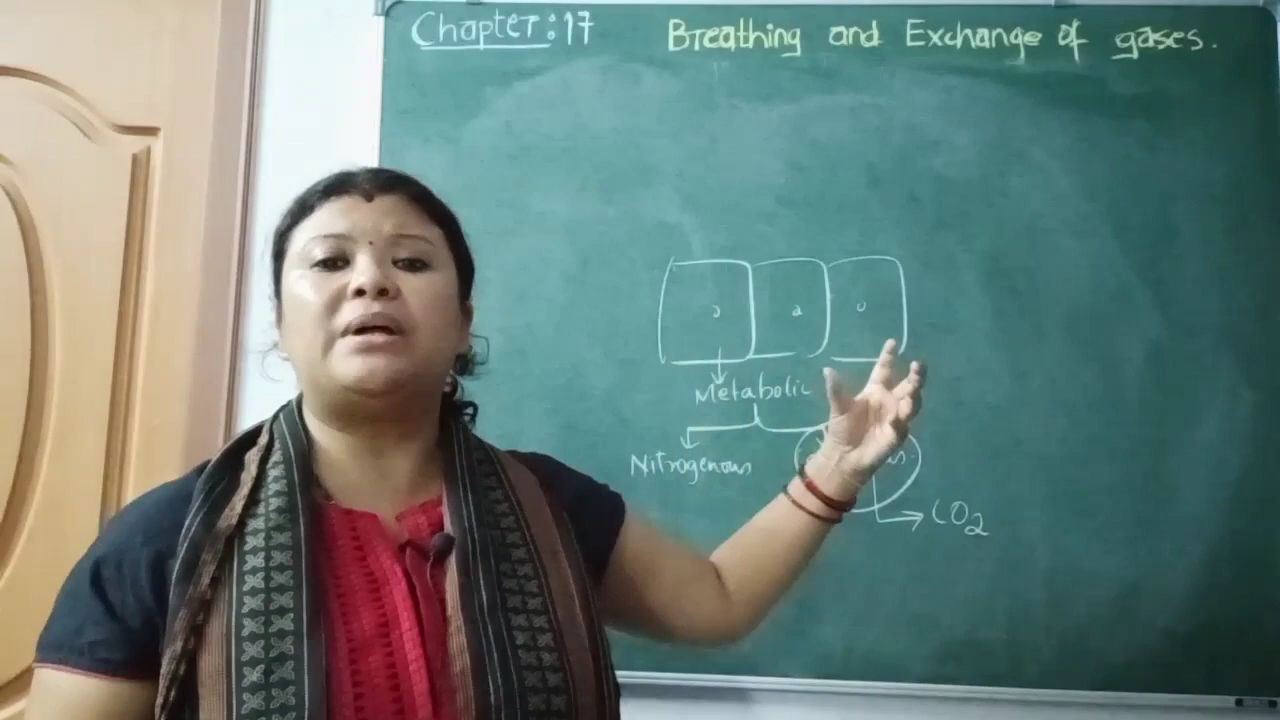 Chapter: 17 Breathing and Exchange of gases.
Metabolic
Nitrogenous
CO2